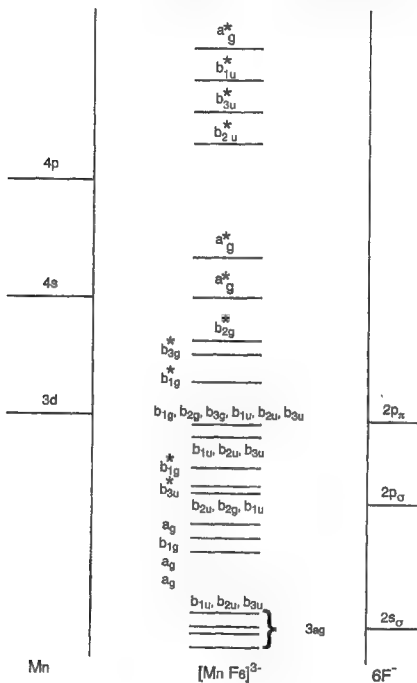 a*g
b*1u
b*3u
b*2u
4p
a*g
4s
a*g
b*2g
b*3g
b*1g
3d
b1g, b2g, b3g, b1u, b2u, b3u
2pπ
b1u, b2u, b3u
b*1g
b*3u
2pσ
b2u, b2g, b1u
ag
b1g
ag
ag
b1u, b2u, b3u
3ag
2sσ
Mn
[Mn F6]3-
6F-